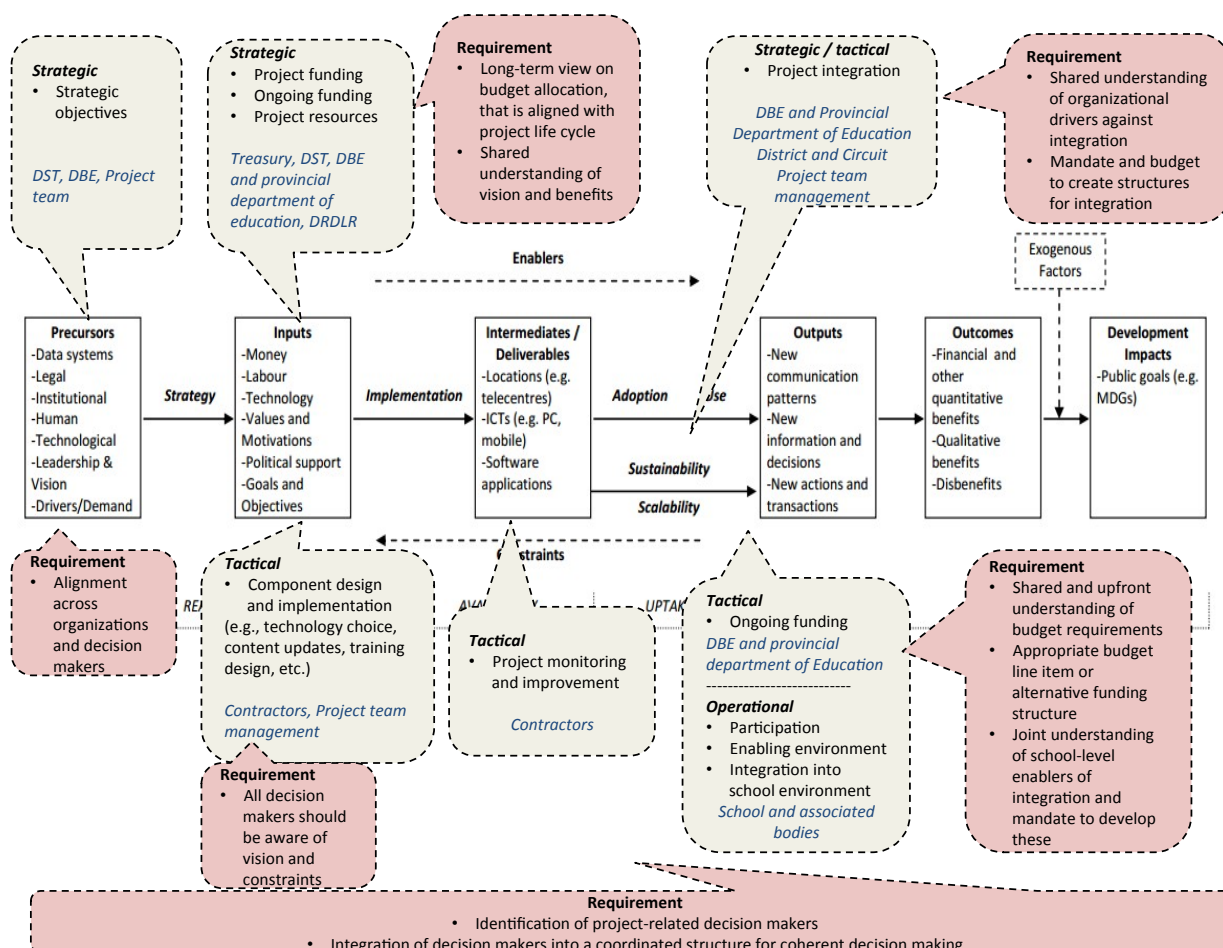 Strategic
• Strategic
objectives
DST, DBE, Project
team
Strategic
• Project funding
• Ongoing funding
• Project resources
Treasury, DST, DBE
and provincial
department of
education, DRDLR
Requirement
• Long-term view on
budget allocation,
that is aligned with
project life cycle
• Shared
understanding of
vision and benefits
Strategic / tactical
• Project integration
DBE and Provincial
Department of Education
District and Circuit
Project team
management
Requirement
• Shared understanding
of organizational
drivers against
integration
• Mandate and budget
to create structures
for integration
Enablers
Exogenous
Factors
Precursors
-Data systems
-Legal
-Institutional
-Human
-Technological
-Leadership &
Vision
-Drivers/Demand
Strategy
Inputs
-Money
-Labour
-Technology
-Values and
Motivations
-Political support
-Goals and
Objectives
Implementation
Intermediates /
Deliverables
-Locations (e.g.
telecentres)
-ICTs (e.g. PC,
mobile)
-Software
applications
Adoption
Sustainability
Scalability
Outputs
-New
communication
patterns
-New
information and
decisions
-New actions and
transactions
Outcomes
-Financial and
other
quantitative
benefits
-Qualitative
benefits
-Disbenefits
Development
Impacts
-Public goals (e.g.
MDGs)
Requirement
• Alignment
across
organizations
and decision
makers
Tactical
• Component design
and implementation
(e.g., technology choice,
content updates, training
design, etc.)
Contractors, Project team
management
Requirement
• All decision
makers should
be aware of
vision and
constraints
Tactical
• Project monitoring
and improvement
Contractors
Tactical
• Ongoing funding
DBE and provincial
department of Education
---------------------------
Operational
• Participation
• Enabling environment
• Integration into
school environment
School and associated
bodies
Requirement
• Shared and upfront
understanding of
budget requirements
• Appropriate budget
line item or
alternative funding
structure
• Joint understanding
of school-level
enablers of
integration and
mandate to develop
these
Requirement
• Identification of project-related decision makers
• Integration of decision makers into a coordinated structure for coherent decision making